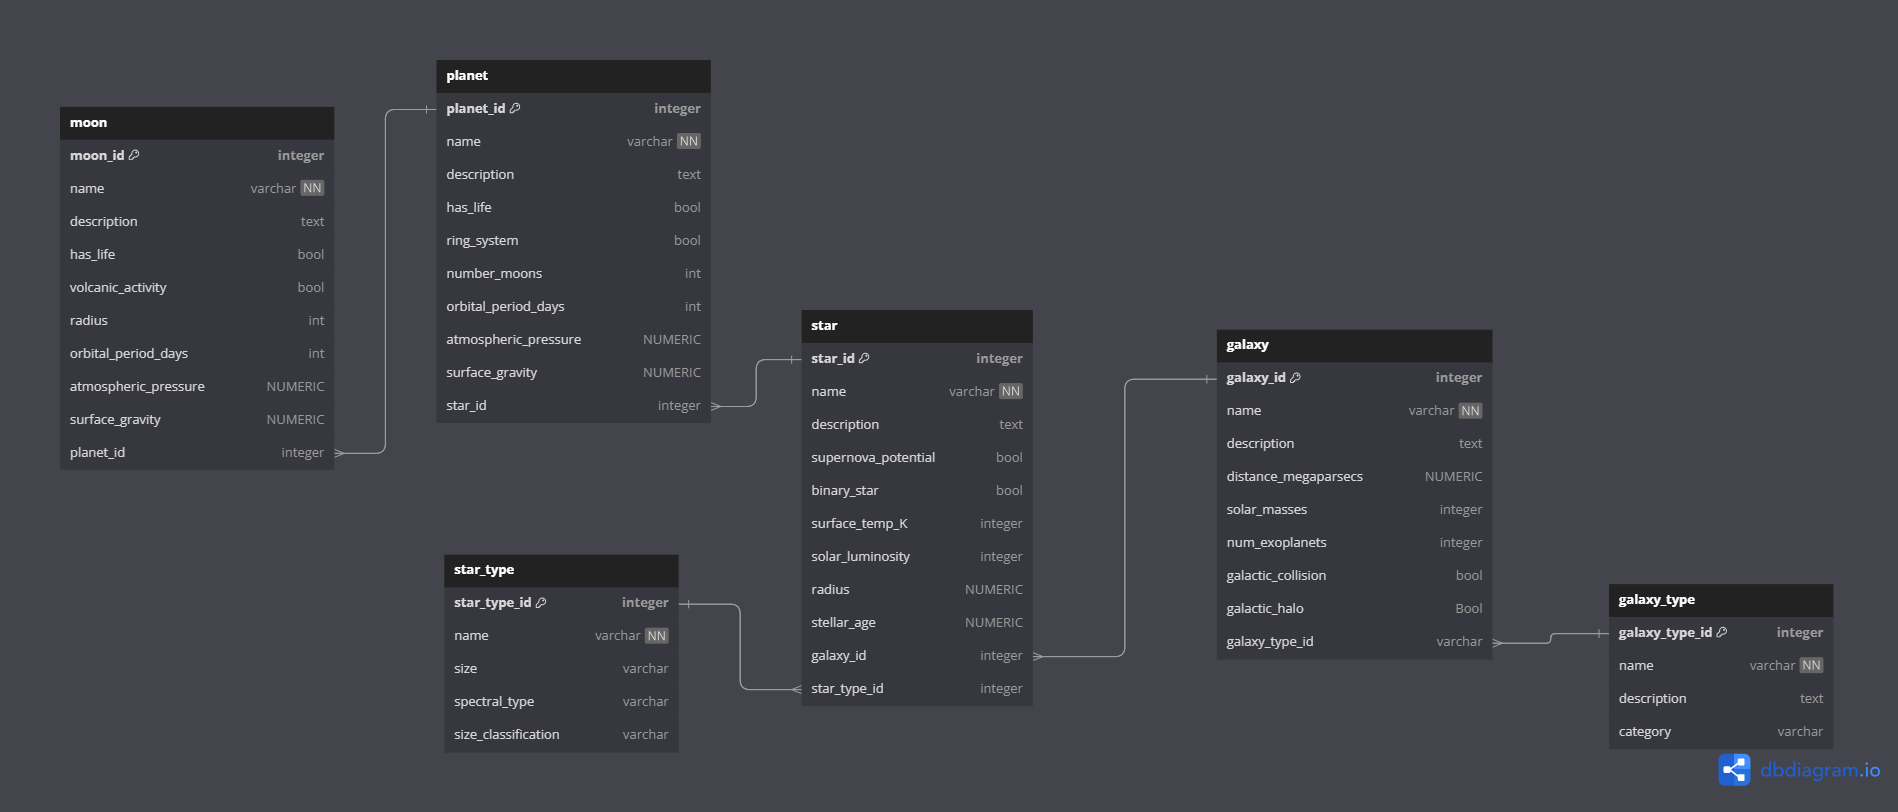 moon
moon_id integer
name varchar NN
description text
has_life bool
volcanic_activity bool
radius int
orbital_period_days int
atmospheric_pressure NUMERIC
surface_gravity NUMERIC
planet_id integer
planet
planet_id integer
name varchar NN
description text
has_life bool
ring_system bool
number_moons int
orbital_period_days int
atmospheric_pressure NUMERIC
surface_gravity NUMERIC
star_id integer
star_type
star_type_id integer
name varchar NN
size varchar
spectral_type varchar
size_classification varchar
star
star_id integer
name varchar NN
description text
supernova_potential bool
binary_star bool
surface_temp_K integer
solar_luminosity integer
radius NUMERIC
stellar_age NUMERIC
galaxy_id integer
star_type_id integer
galaxy
galaxy_id integer
name varchar NN
description text
distance_megaparsecs NUMERIC
solar_masses integer
num_exoplanets integer
galactic_collision bool
galactic_halo Bool
galaxy_type_id varchar
galaxy_type
galaxy_type_id integer
name varchar NN
description text
category varchar
dbdiagram.io